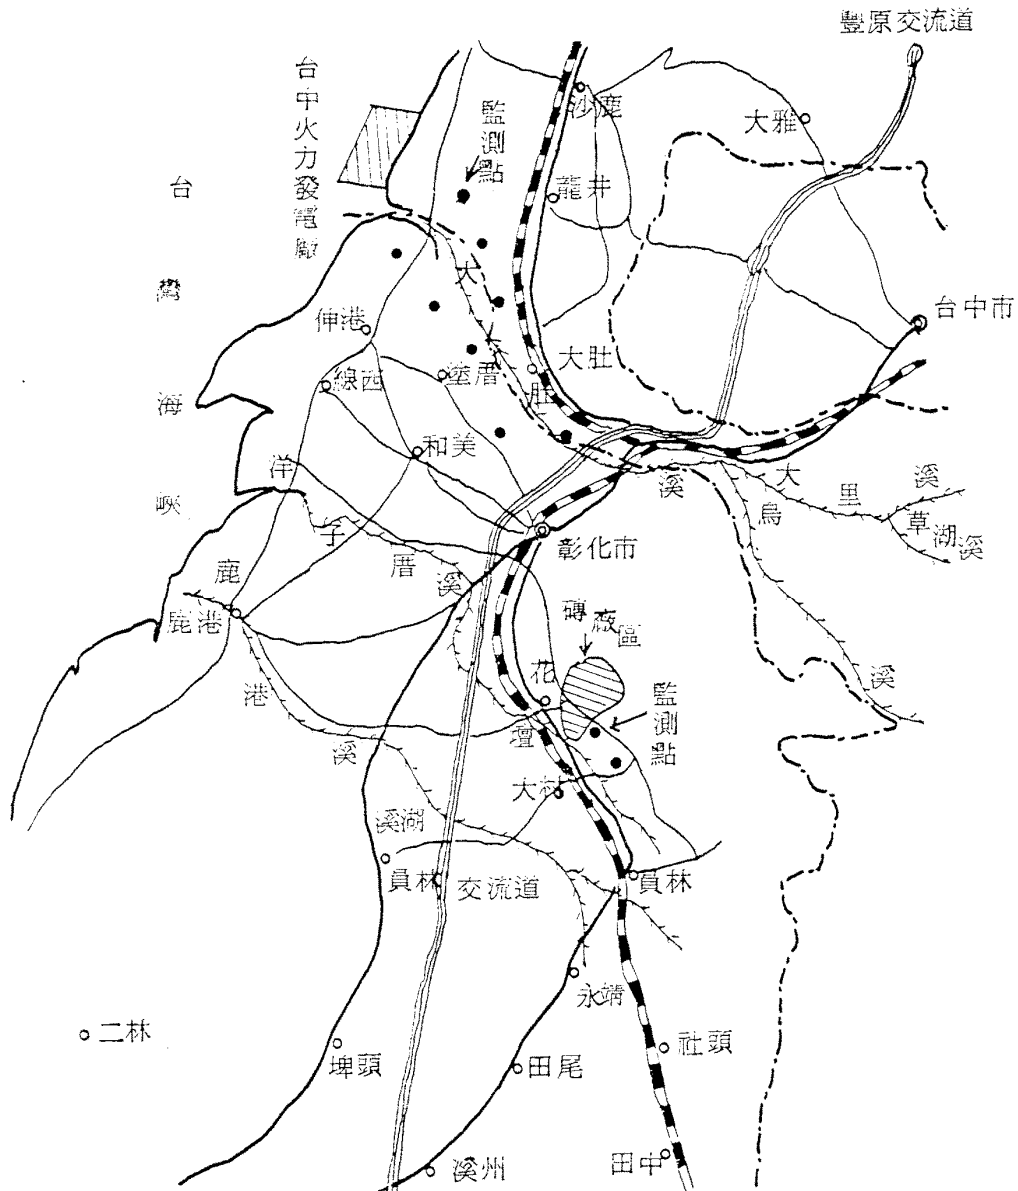 豐原交流道
台中火力發電廠
監測點
沙鹿
大雅
龍井
台灣海峽
台中市
伸港
大肚
線西
塗厝
大肚溪
和美
洋子厝溪
大里溪
草湖溪
烏溪
彰化市
鹿港
鹿港溪
磚廠區
花壇
監測點
大村
溪湖
員林交流道
員林
永靖
二林
埤頭
田尾
社頭
溪州
田中